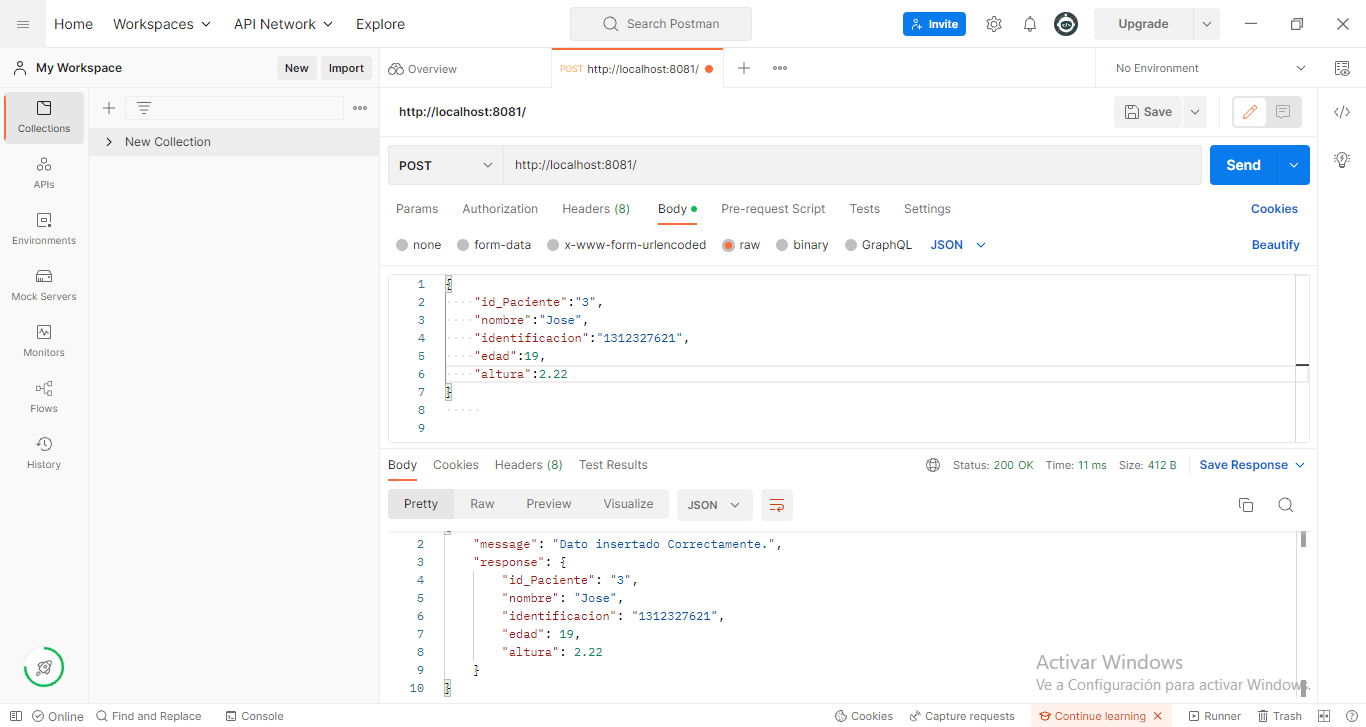 Home Workspaces API Network Explore Search Postman Invite Upgrade
My Workspace New Import Overview POST http://localhost:8081/ No Environment
Collections
New Collection
APIs
Environments
Mock Servers
Monitors
Flows
History
http://localhost:8081/ Save
POST http://localhost:8081/ Send
Params Authorization Headers (8) Body Pre-request Script Tests Settings Cookies
none form-data x-www-form-urlencoded raw binary GraphQL JSON Beautify
1 {
2 "id_Paciente":"3",
3 "nombre":"Jose",
4 "identificacion":"1312327621",
5 "edad":19,
6 "altura":2.22
7 }
8
9
Body Cookies Headers (8) Test Results Status: 200 OK Time: 11 ms Size: 412 B Save Response
Pretty Raw Preview Visualize JSON
2 "message": "Dato insertado Correctamente.",
3 "response": {
4 "id_Paciente": "3",
5 "nombre": "Jose",
6 "identificacion": "1312327621",
7 "edad": 19,
8 "altura": 2.22
9 }
10 }
Activar Windows
Ve a Configuración para activar Windows.
Online Find and Replace Console Cookies Capture requests Continue learning Runner Trash